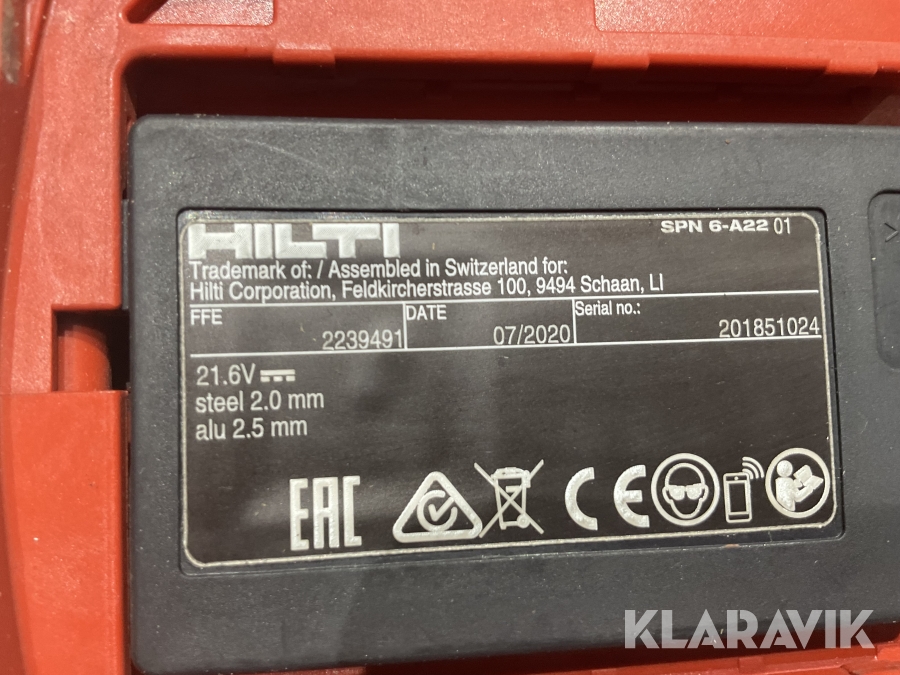 HILTI
SPN 6-A22 01
Trademark of: / Assembled in Switzerland for:
Hilti Corporation, Feldkircherstrasse 100, 9494 Schaan, LI
FFE 2239491 DATE 07/2020 Serial no.: 201851024
21.6V
steel 2.0 mm
alu 2.5 mm
EAC CE
KLARAVIK